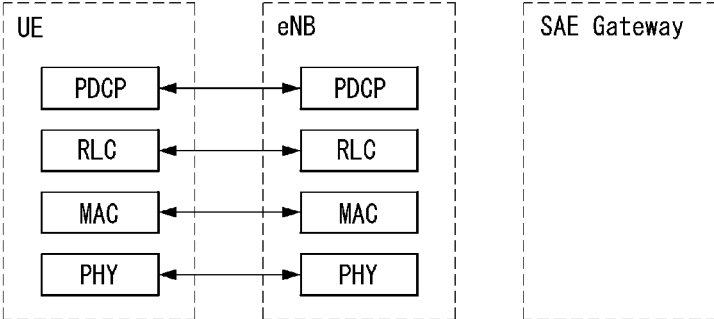 UE eNB SAE Gateway
PDCP PDCP
RLC RLC
MAC MAC
PHY PHY